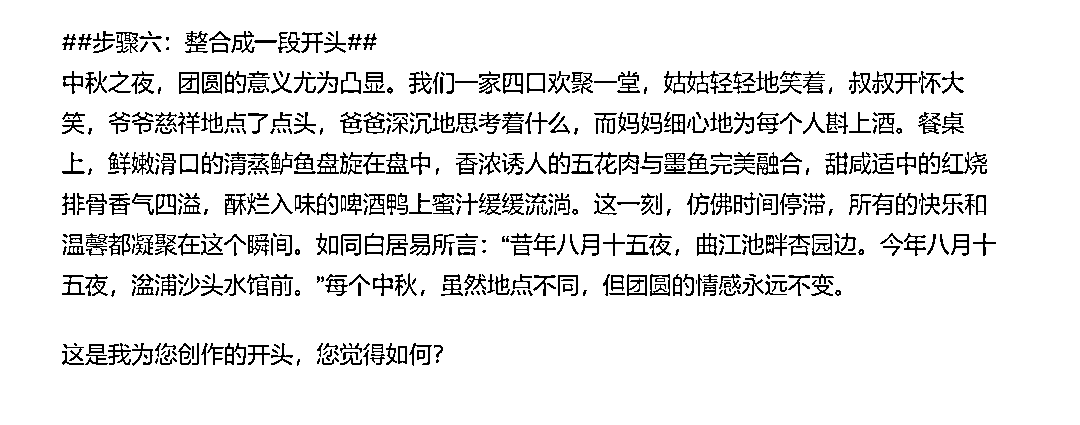 ##步骤六：整合成一段开头##
中秋之夜，团圆的意义尤为凸显。我们一家四口欢聚一堂，姑姑轻轻地笑着，叔叔开怀大
笑，爷爷慈祥地点了点头，爸爸深沉地思考着什么，而妈妈细心地为每个人斟上酒。餐桌
上，鲜嫩滑口的清蒸鲈鱼盘旋在盘中，香浓诱人的五花肉与墨鱼完美融合，甜咸适中的红烧
排骨香气四溢，酥烂入味的啤酒鸭上蜜汁缓缓流淌。这一刻，仿佛时间停滞，所有的快乐和
温馨都凝聚在这个瞬间。如同白居易所言：“昔年八月十五夜，曲江池畔杏园边。今年八月十
五夜，湓浦沙头水馆前。”每个中秋，虽然地点不同，但团圆的情感永远不变。
这是我为您创作的开头，您觉得如何？